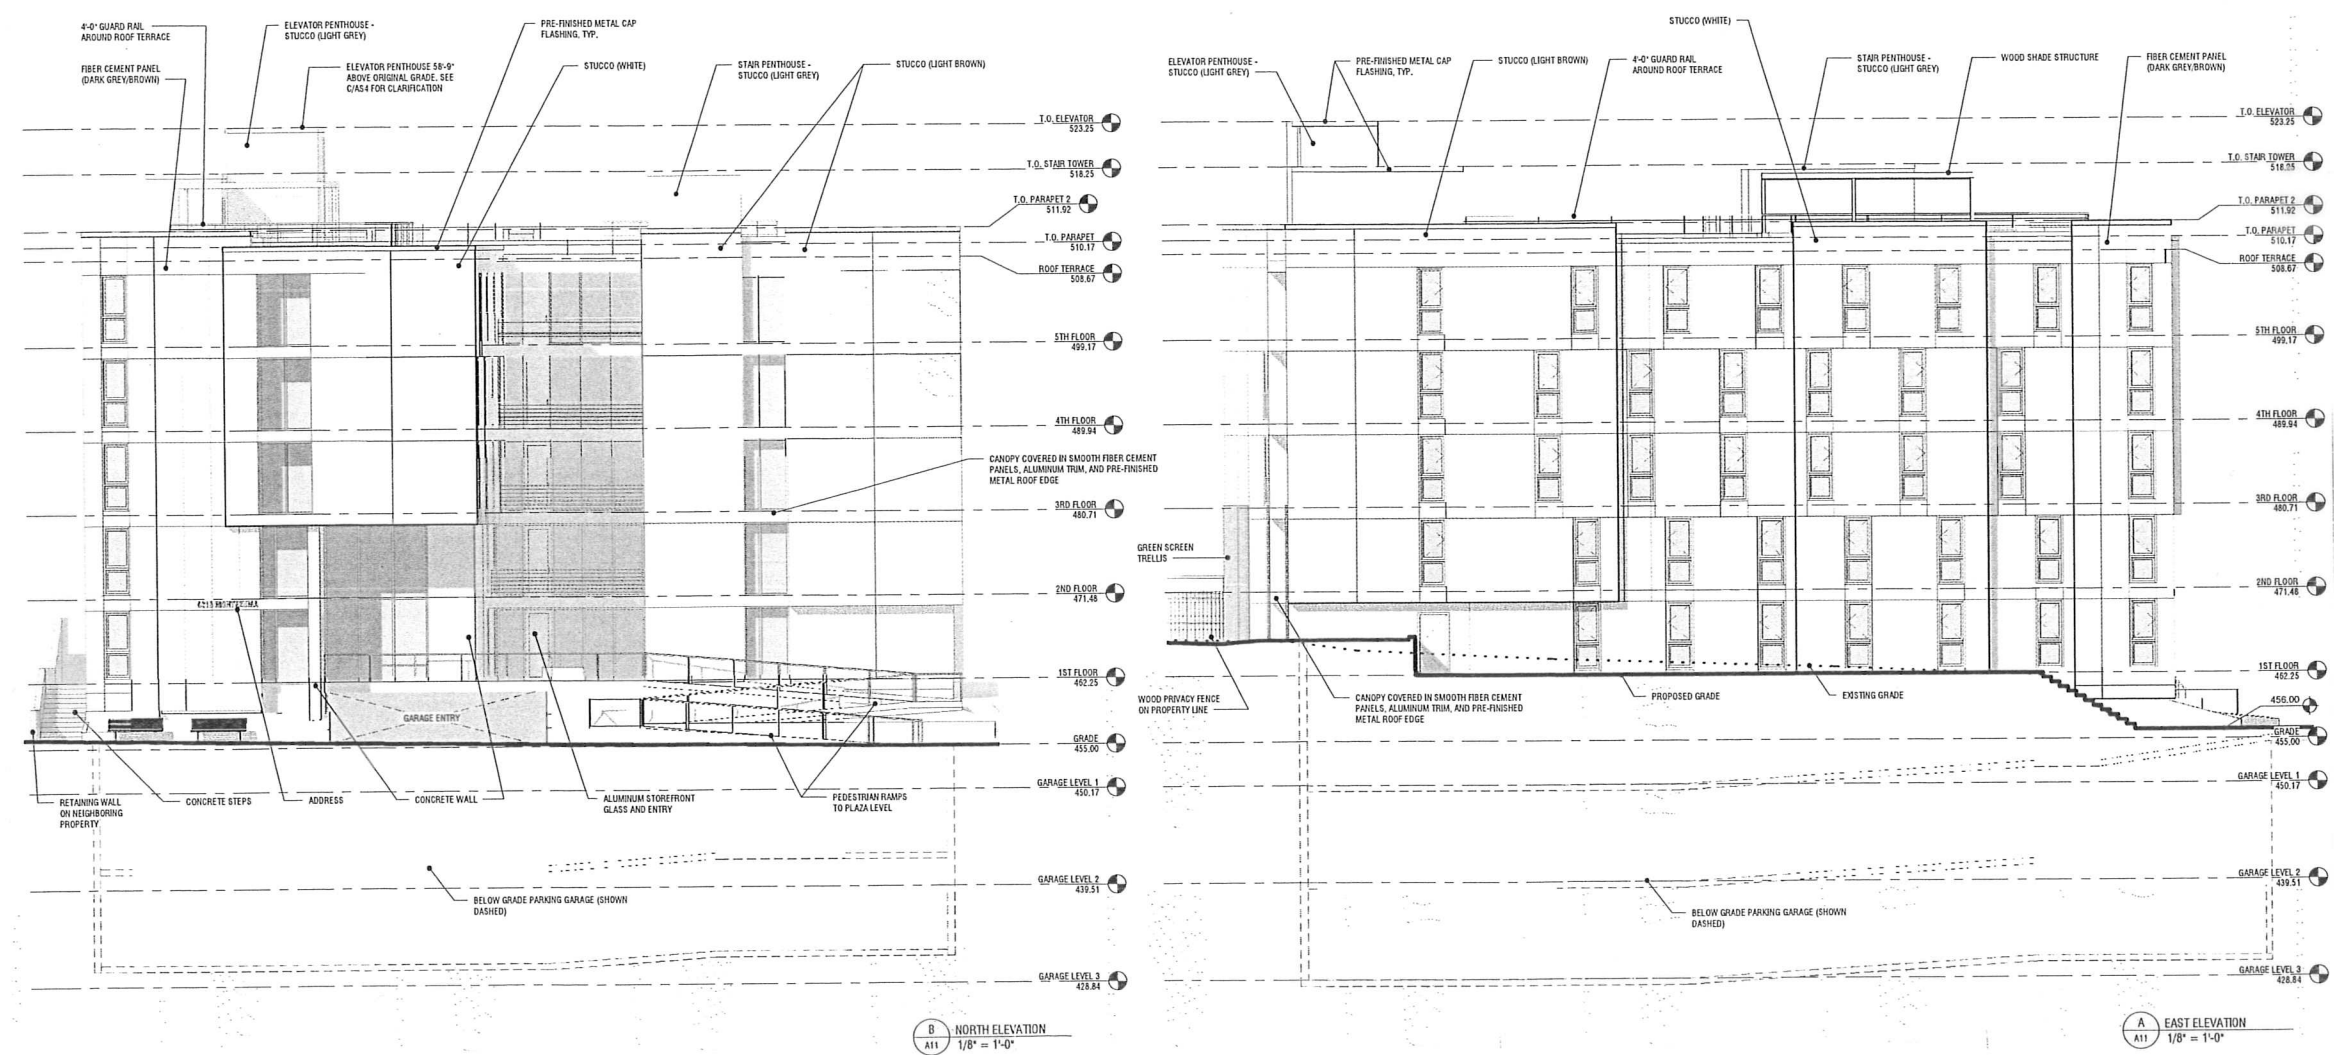 4'-0" GUARD RAIL
AROUND ROOF TERRACE
FIBER CEMENT PANEL
(DARK GREY/BROWN)
ELEVATOR PENTHOUSE -
STUCCO (LIGHT GREY)
ELEVATOR PENTHOUSE 58'-9"
ABOVE ORIGINAL GRADE. SEE
C/AS4 FOR CLARIFICATION
PRE-FINISHED METAL CAP
FLASHING, TYP.
STUCCO (WHITE)
STAIR PENTHOUSE -
STUCCO (LIGHT GREY)
STUCCO (LIGHT BROWN)
T.O. ELEVATOR
523.25
T.O. STAIR TOWER
518.25
T.O. PARAPET 2
511.92
T.O. PARAPET
510.17
ROOF TERRACE
508.67
5TH FLOOR
499.17
4TH FLOOR
489.94
CANOPY COVERED IN SMOOTH FIBER CEMENT
PANELS, ALUMINUM TRIM, AND PRE-FINISHED
METAL ROOF EDGE
3RD FLOOR
480.71
2ND FLOOR
471.48
1ST FLOOR
462.25
GARAGE ENTRY
GRADE
455.00
GARAGE LEVEL 1
450.17
RETAINING WALL
ON NEIGHBORING
PROPERTY
CONCRETE STEPS
ADDRESS
CONCRETE WALL
ALUMINUM STOREFRONT
GLASS AND ENTRY
PEDESTRIAN RAMPS
TO PLAZA LEVEL
GARAGE LEVEL 2
439.51
BELOW GRADE PARKING GARAGE (SHOWN
DASHED)
GARAGE LEVEL 3
428.84
B
A11
NORTH ELEVATION
1/8" = 1'-0"
STUCCO (WHITE)
ELEVATOR PENTHOUSE -
STUCCO (LIGHT GREY)
PRE-FINISHED METAL CAP
FLASHING, TYP.
STUCCO (LIGHT BROWN)
4'-0" GUARD RAIL
AROUND ROOF TERRACE
STAIR PENTHOUSE -
STUCCO (LIGHT GREY)
WOOD SHADE STRUCTURE
FIBER CEMENT PANEL
(DARK GREY/BROWN)
T.O. ELEVATOR
523.25
T.O. STAIR TOWER
518.25
T.O. PARAPET 2
511.92
T.O. PARAPET
510.17
ROOF TERRACE
508.67
5TH FLOOR
499.17
4TH FLOOR
489.94
3RD FLOOR
480.71
GREEN SCREEN
TRELLIS
2ND FLOOR
471.48
1ST FLOOR
462.25
WOOD PRIVACY FENCE
ON PROPERTY LINE
CANOPY COVERED IN SMOOTH FIBER CEMENT
PANELS, ALUMINUM TRIM, AND PRE-FINISHED
METAL ROOF EDGE
PROPOSED GRADE
EXISTING GRADE
456.00
GRADE
455.00
GARAGE LEVEL 1
450.17
GARAGE LEVEL 2
439.51
BELOW GRADE PARKING GARAGE (SHOWN
DASHED)
GARAGE LEVEL 3
428.84
A
A11
EAST ELEVATION
1/8" = 1'-0"